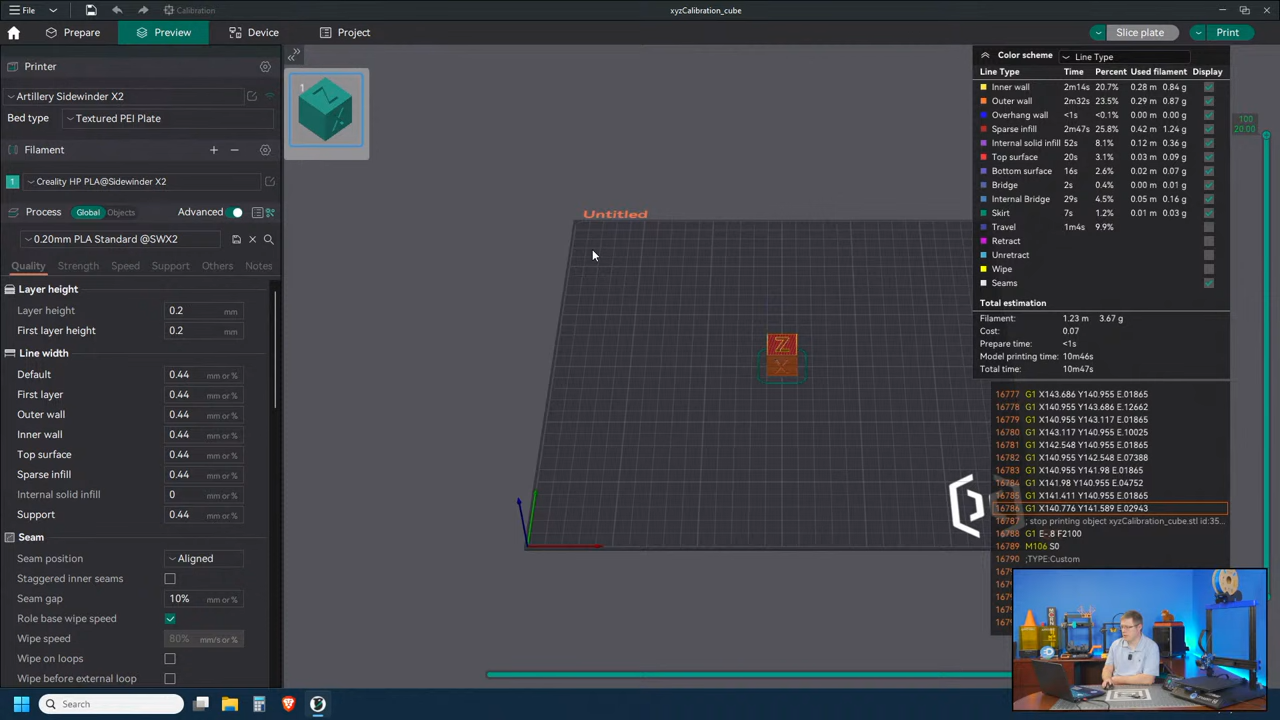 File
Calibration
xyzCalibration_cube
Prepare
Preview
Device
Project
Slice plate
Print
Printer
Artillery Sidewinder X2
Bed type
Textured PEI Plate
Filament
1
Creality HP PLA@Sidewinder X2
Process Global Objects Advanced
0.20mm PLA Standard @SWX2
Quality Strength Speed Support Others Notes
Layer height
Layer height 0.2 mm
First layer height 0.2 mm
Line width
Default 0.44 mm or %
First layer 0.44 mm or %
Outer wall 0.44 mm or %
Inner wall 0.44 mm or %
Top surface 0.44 mm or %
Sparse infill 0.44 mm or %
Internal solid infill 0 mm or %
Support 0.44 mm or %
Seam
Seam position Aligned
Staggered inner seams
Seam gap 10% mm or %
Role base wipe speed
Wipe speed 80% mm/s or %
Wipe on loops
Wipe before external loop
1
Z
X
Untitled
Z
X
Color scheme Line Type
Line Type Time Percent Used filament Display
Inner wall 2m14s 20.7% 0.28 m 0.84 g
Outer wall 2m32s 23.5% 0.29 m 0.87 g
Overhang wall <1s <0.1% 0.00 m 0.00 g
Sparse infill 2m47s 25.8% 0.42 m 1.24 g
Internal solid infill 52s 8.1% 0.12 m 0.36 g
Top surface 20s 3.1% 0.03 m 0.09 g
Bottom surface 16s 2.6% 0.02 m 0.07 g
Bridge 2s 0.4% 0.00 m 0.01 g
Internal Bridge 29s 4.5% 0.05 m 0.16 g
Skirt 7s 1.2% 0.01 m 0.03 g
Travel 1m4s 9.9%
Retract
Unretract
Wipe
Seams
Total estimation
Filament: 1.23 m 3.67 g
Cost: 0.07
Prepare time: <1s
Model printing time: 10m46s
Total time: 10m47s
100
20.00
16777 G1 X143.686 Y140.955 E.01865
16778 G1 X140.955 Y143.686 E.12662
16779 G1 X140.955 Y143.117 E.01865
16780 G1 X143.117 Y140.955 E.10025
16781 G1 X142.548 Y140.955 E.01865
16782 G1 X140.955 Y142.548 E.07388
16783 G1 X140.955 Y141.98 E.01865
16784 G1 X141.98 Y140.955 E.04752
16785 G1 X141.411 Y140.955 E.01865
16786 G1 X140.776 Y141.589 E.02943
16787 ; stop printing object xyzCalibration_cube.stl id:35...
16788 G1 E-.8 F2100
16789 M106 S0
16790 ;TYPE:Custom
Search